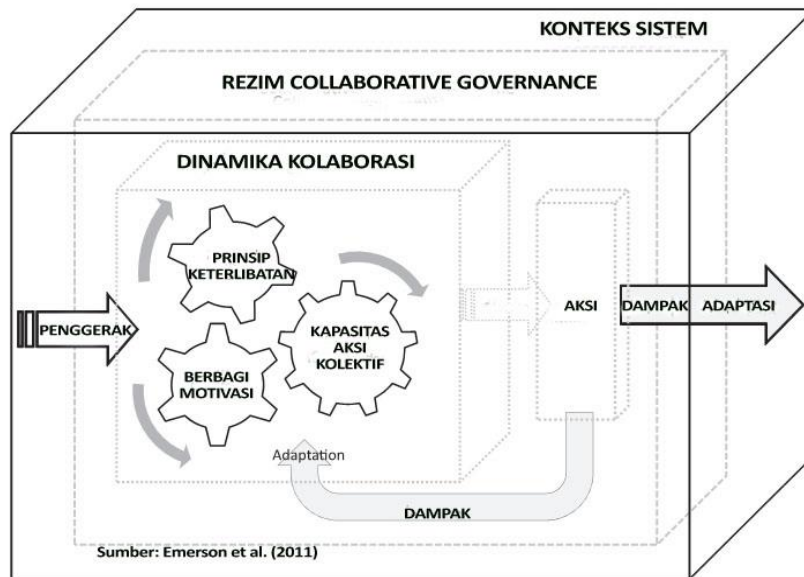 KONTEKS SISTEM
REZIM COLLABORATIVE GOVERNANCE
DINAMIKA KOLABORASI
PRINSIP
KETERLIBATAN
PENGGERAK
KAPASITAS
AKSI
KOLEKTIF
BERBAGI
MOTIVASI
AKSI
DAMPAK
ADAPTASI
Adaptation
DAMPAK
Sumber: Emerson et al. (2011)